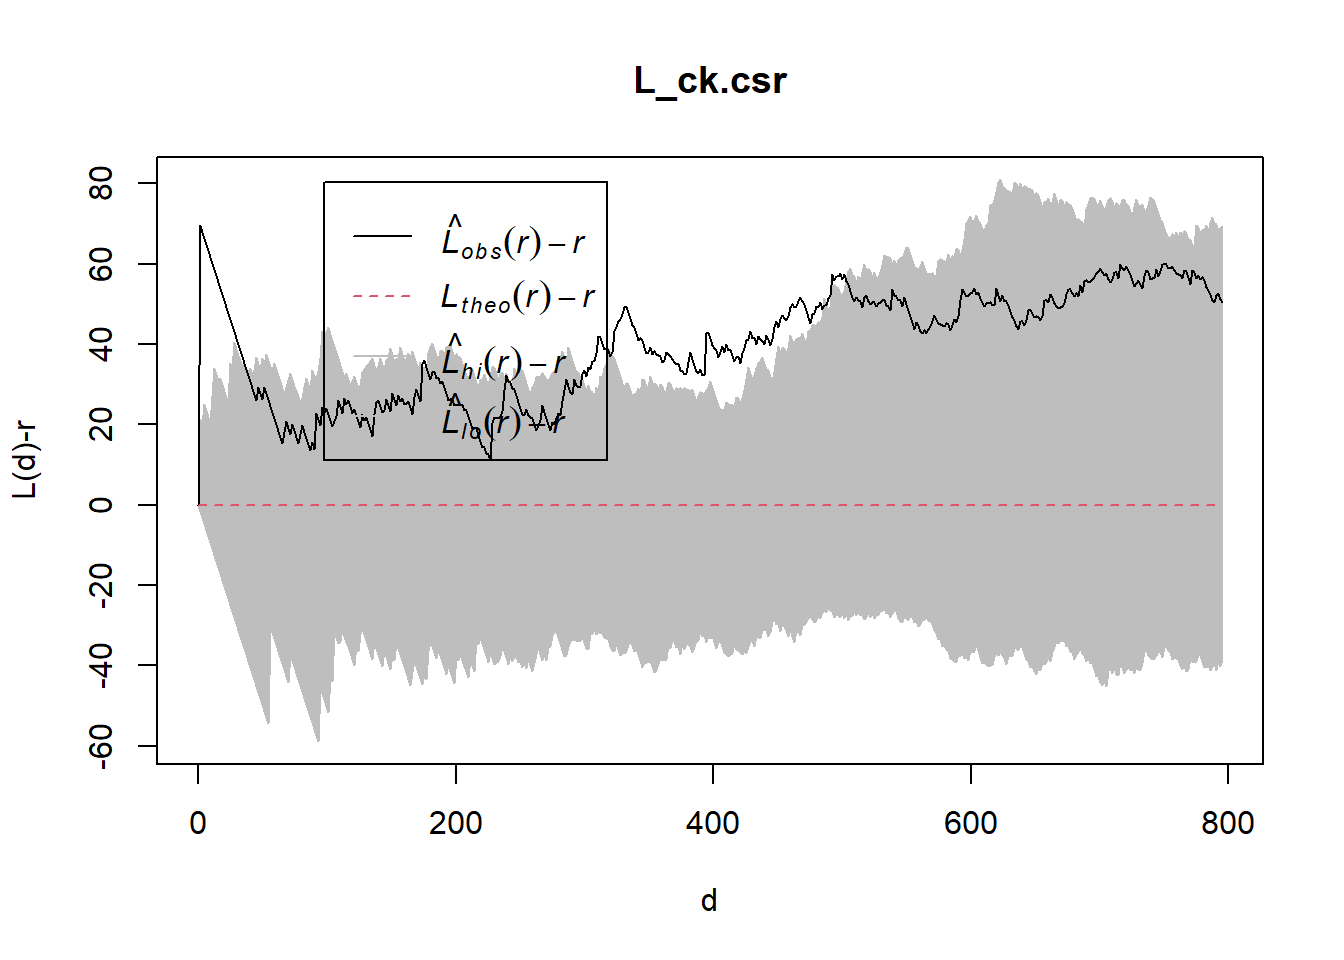 L_ck.csr
L̂obs(r) − r
Ltheo(r) − r
L̂hi(r) − r
L̂lo(r) − r
L(d)-r
80
60
40
20
0
-20
-40
-60
0 200 400 600 800
d